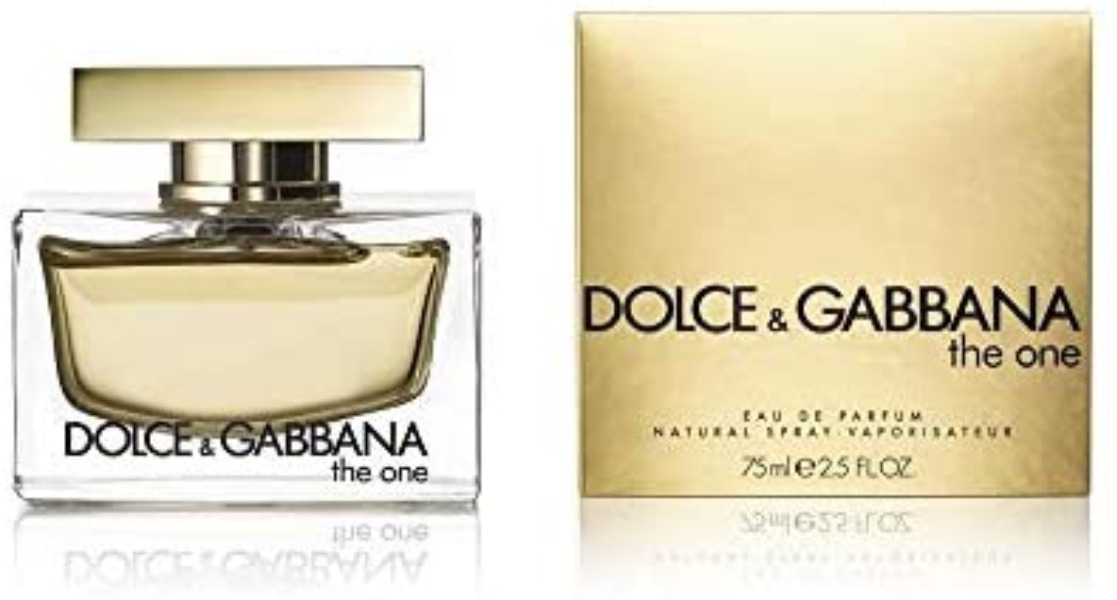 DOLCE & GABBANA
the one
DOLCE & GABBANA
the one
EAU DE PARFUM
NATURAL SPRAY-VAPORISATEUR
75ml e 2.5 FL.OZ.